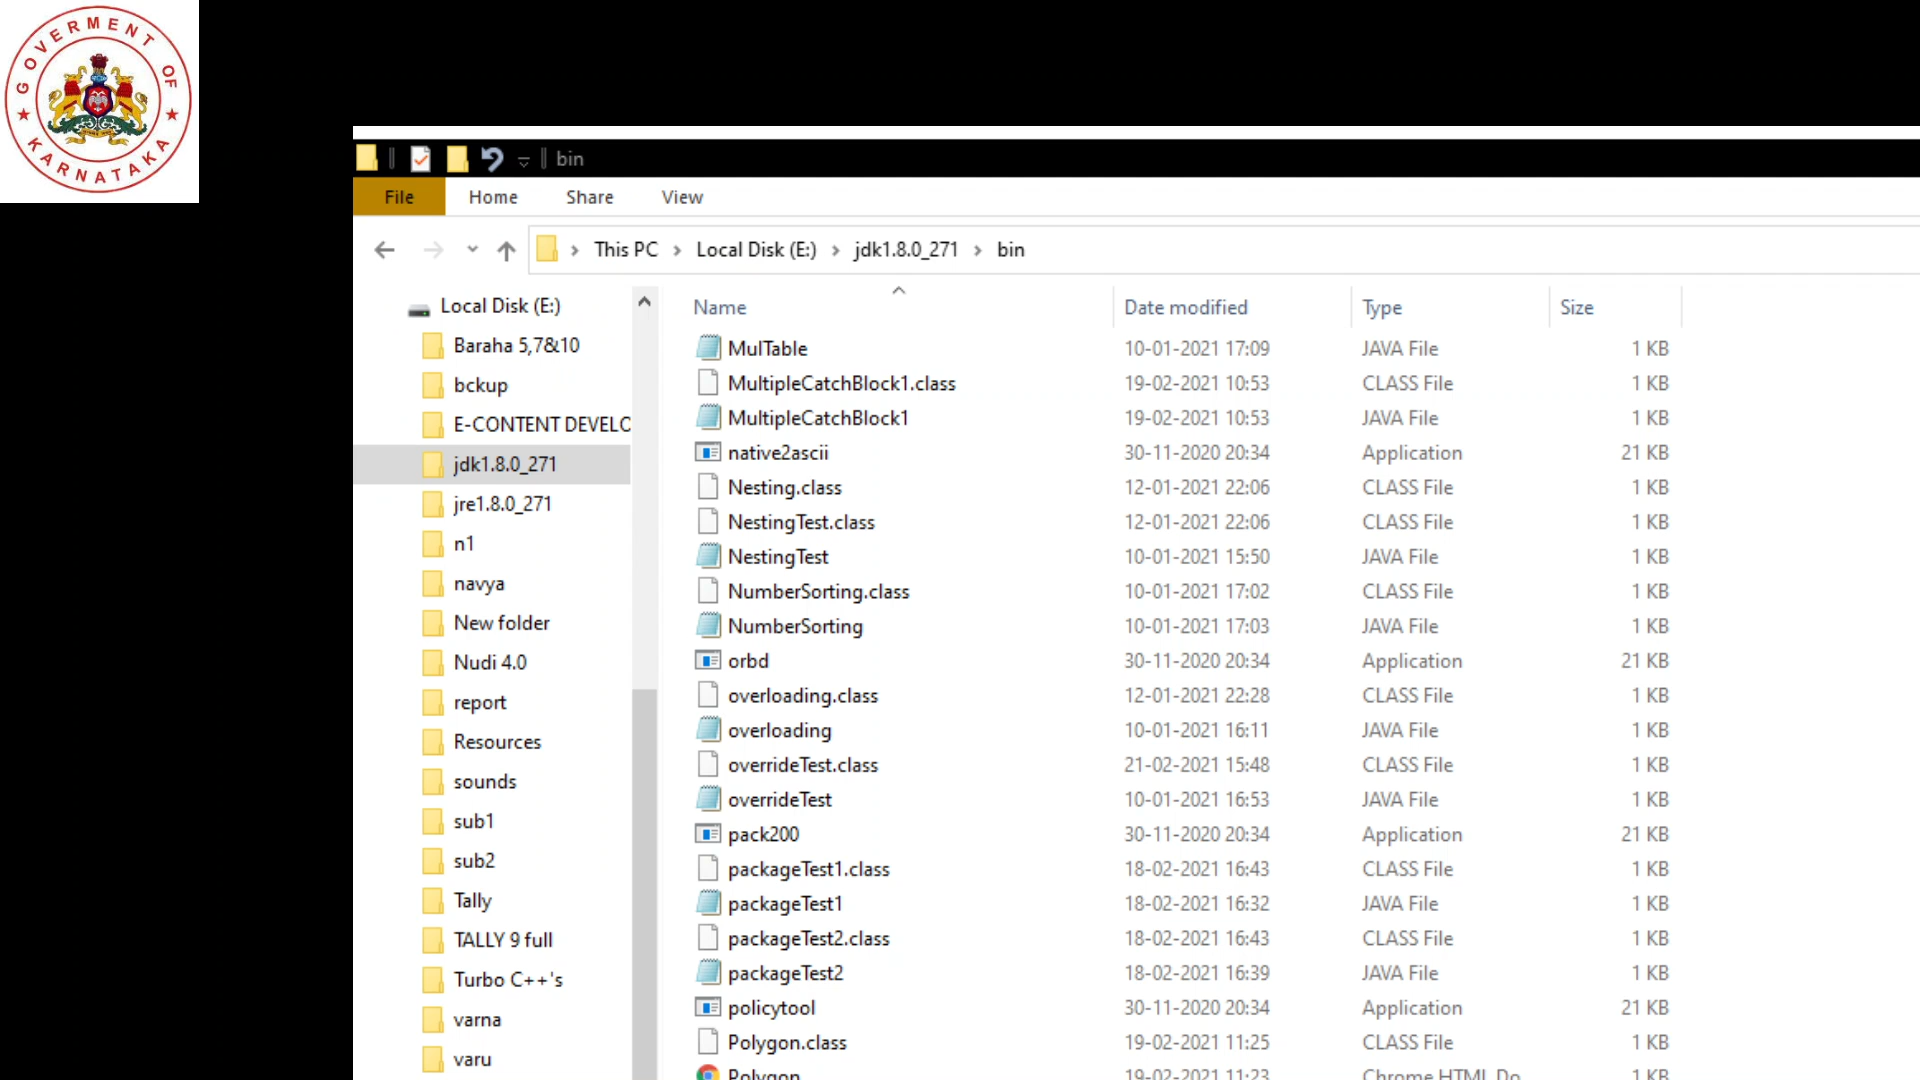 GOVERMENT OF
KARNATAKA
bin
File Home Share View
This PC Local Disk (E:) jdk1.8.0_271 bin
Local Disk (E:)
Baraha 5,7&10
bckup
E-CONTENT DEVELO
jdk1.8.0_271
jre1.8.0_271
n1
navya
New folder
Nudi 4.0
report
Resources
sounds
sub1
sub2
Tally
TALLY 9 full
Turbo C++'s
varna
varu
Name Date modified Type Size
MulTable 10-01-2021 17:09 JAVA File 1 KB
MultipleCatchBlock1.class 19-02-2021 10:53 CLASS File 1 KB
MultipleCatchBlock1 19-02-2021 10:53 JAVA File 1 KB
native2ascii 30-11-2020 20:34 Application 21 KB
Nesting.class 12-01-2021 22:06 CLASS File 1 KB
NestingTest.class 12-01-2021 22:06 CLASS File 1 KB
NestingTest 10-01-2021 15:50 JAVA File 1 KB
NumberSorting.class 10-01-2021 17:02 CLASS File 1 KB
NumberSorting 10-01-2021 17:03 JAVA File 1 KB
orbd 30-11-2020 20:34 Application 21 KB
overloading.class 12-01-2021 22:28 CLASS File 1 KB
overloading 10-01-2021 16:11 JAVA File 1 KB
overrideTest.class 21-02-2021 15:48 CLASS File 1 KB
overrideTest 10-01-2021 16:53 JAVA File 1 KB
pack200 30-11-2020 20:34 Application 21 KB
packageTest1.class 18-02-2021 16:43 CLASS File 1 KB
packageTest1 18-02-2021 16:32 JAVA File 1 KB
packageTest2.class 18-02-2021 16:43 CLASS File 1 KB
packageTest2 18-02-2021 16:39 JAVA File 1 KB
policytool 30-11-2020 20:34 Application 21 KB
Polygon.class 19-02-2021 11:25 CLASS File 1 KB
Polygon 19-02-2021 11:23 Chrome HTML Do 1 KB